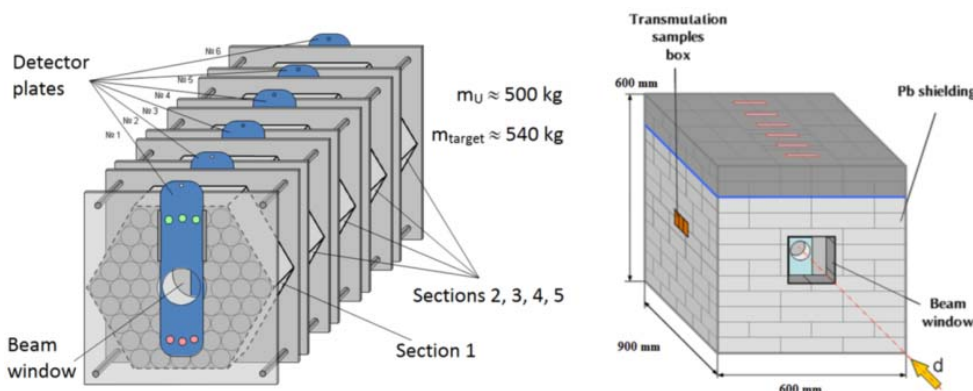 Detector
plates
№ 6
№ 5
№ 4
№ 3
№ 2
№ 1
mU ≈ 500 kg
mtarget ≈ 540 kg
Sections 2, 3, 4, 5
Section 1
Beam
window
Transmutation
samples
box
600 mm
Pb shielding
Beam
window
900 mm
600 mm
d